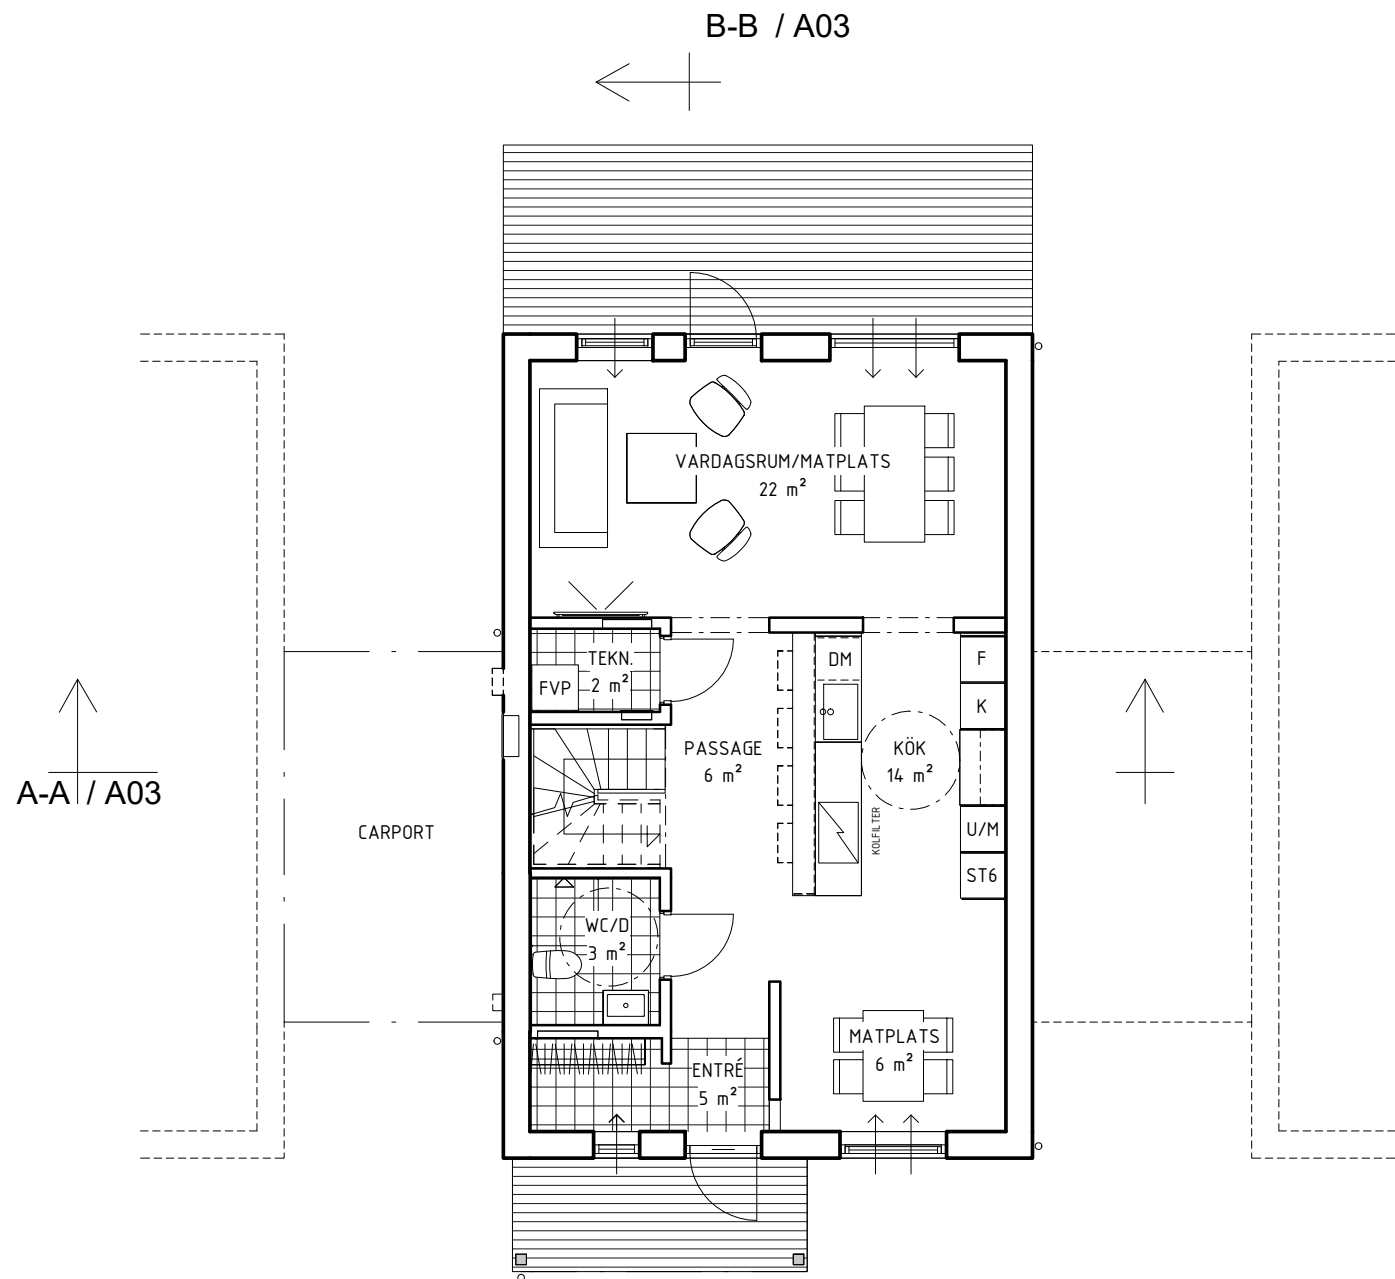 B-B / A03
VARDAGSRUM/MATPLATS
22 m²
TEKN.
2 m²
FVP
DM
F
K
PASSAGE
6 m²
KÖK
14 m²
A-A / A03
CARPORT
KOLFILTER
U/M
ST6
WC/D
3 m²
MATPLATS
6 m²
ENTRÉ
5 m²